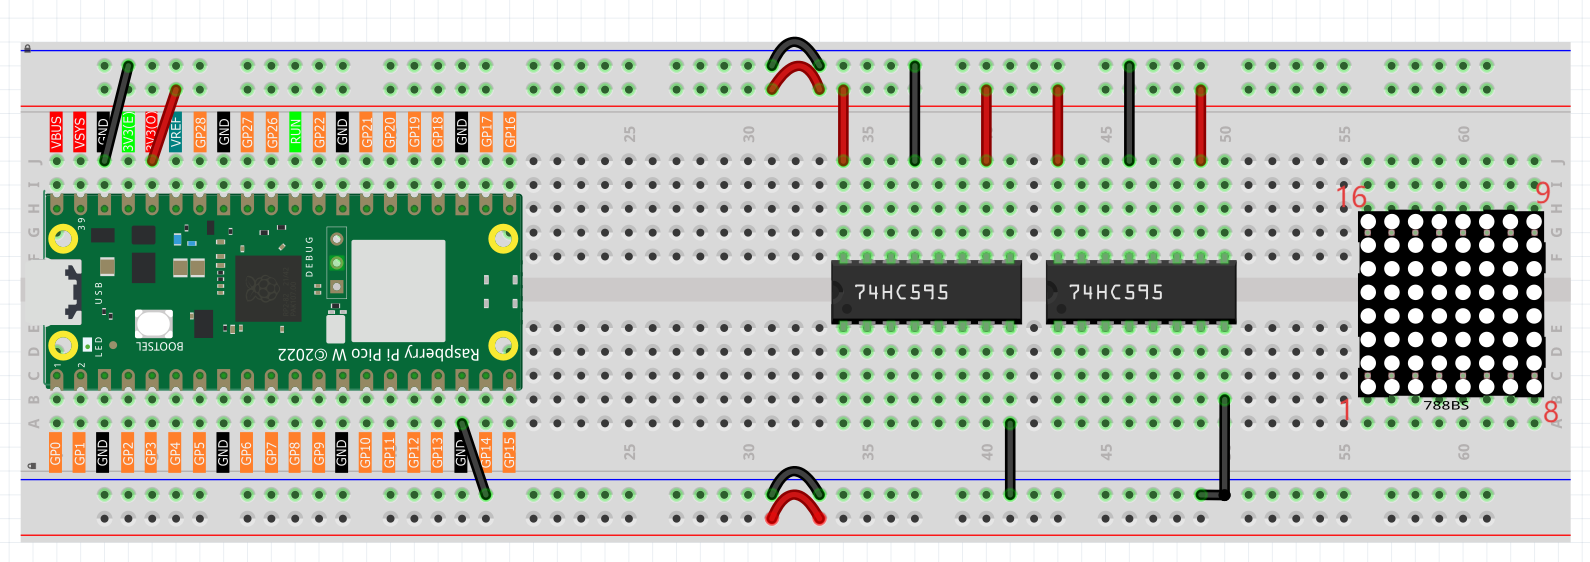 VBUS VSYS GND 3V3(E) 3V3(O) VREF GP28 GND GP27 GP26 RUN GP22 GND GP21 GP20 GP19 GP18 GND GP17 GP16
25 30 35 40 45 50 55 60
J J
I I
H H
G G
F F
16 9
39
DEBUG
USB
74HC595 74HC595
LED
BOOTSEL
Raspberry Pi Pico W ©2022
1 2
E E
D D
C C
B B
A A
1 788BS 8
GP0 GP1 GND GP2 GP3 GP4 GP5 GND GP6 GP7 GP8 GP9 GND GP10 GP11 GP12 GP13 GND GP14 GP15
25 30 35 40 45 50 55 60